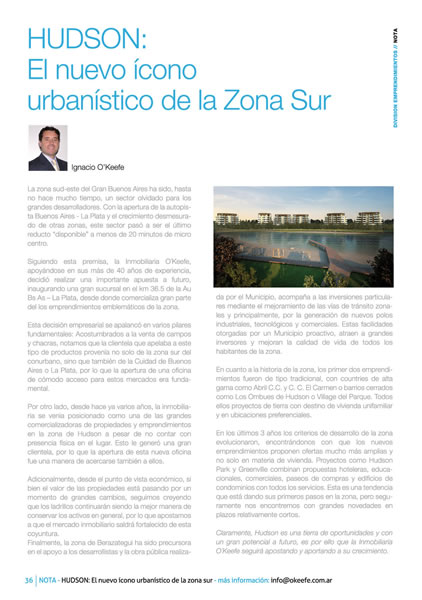 HUDSON:
El nuevo ícono
urbanístico de la Zona Sur
DIVISIÓN EMPRENDIMIENTOS // NOTA
Ignacio O'Keefe
La zona sud-este del Gran Buenos Aires ha sido, hasta
no hace mucho tiempo, un sector olvidado para los
grandes desarrolladores. Con la apertura de la autopis-
ta Buenos Aires - La Plata y el crecimiento desmesura-
do de otras zonas, este sector pasó a ser el último
reducto "disponible" a menos de 20 minutos de micro
centro.
Siguiendo esta premisa, la Inmobiliaria O'Keefe,
apoyándose en sus más de 40 años de experiencia,
decidió realizar una importante apuesta a futuro,
inaugurando una gran sucursal en el km 36.5 de la Au
Bs As – La Plata, desde donde comercializa gran parte
del los emprendimientos emblemáticos de la zona.
Esta decisión empresarial se apalancó en varios pilares
fundamentales: Acostumbrados a la venta de campos
y chacras, notamos que la clientela que apelaba a este
tipo de productos provenía no solo de la zona sur del
conurbano, sino que también de la Cuidad de Buenos
Aires o La Plata, por lo que la apertura de una oficina
de cómodo acceso para estos mercados era funda-
mental.
Por otro lado, desde hace ya varios años, la inmobilia-
ria se venia posicionado como una de las grandes
comercializadoras de propiedades y emprendimientos
en la zona de Hudson a pesar de no contar con
presencia física en el lugar. Esto le generó una gran
clientela, por lo que la apertura de esta nueva oficina
fue una manera de acercarse también a ellos.
Adicionalmente, desde el punto de vista económico, si
bien el valor de las propiedades está pasando por un
momento de grandes cambios, seguimos creyendo
que los ladrillos continuarán siendo la mejor manera de
conservar los activos en general, por lo que apostamos
a que el mercado inmobiliario saldrá fortalecido de esta
coyuntura.
Finalmente, la zona de Berazategui ha sido precursora
en el apoyo a los desarrollistas y la obra pública realiza-
da por el Municipio, acompaña a las inversiones particula-
res mediante el mejoramiento de las vías de tránsito zona-
les y principalmente, por la generación de nuevos polos
industriales, tecnológicos y comerciales. Estas facilidades
otorgadas por un Municipio proactivo, atraen a grandes
inversores y mejoran la calidad de vida de todos los
habitantes de la zona.
En cuanto a la historia de la zona, los primer dos emprendi-
mientos fueron de tipo tradicional, con countries de alta
gama como Abril C.C. y C. C. El Carmen o barrios cerrados
como Los Ombues de Hudson o Village del Parque. Todos
ellos proyectos de tierra con destino de vivienda unifamiliar
y en ubicaciones preferenciales.
En los últimos 3 años los criterios de desarrollo de la zona
evolucionaron, encontrándonos con que los nuevos
emprendimientos proponen ofertas mucho más amplias y
no solo en materia de vivienda. Proyectos como Hudson
Park y Greenville combinan propuestas hoteleras, educa-
cionales, comerciales, paseos de compras y edificios de
condominios con todos los servicios. Esta es una tendencia
que está dando sus primeros pasos en la zona, pero segu-
ramente nos encontremos con grandes novedades en
plazos relativamente cortos.
Claramente, Hudson es una tierra de oportunidades y con
un gran potencial a futuro, es por ello que la Inmobiliaria
O'Keefe seguirá apostando y aportando a su crecimiento.
36 | NOTA - HUDSON: El nuevo ícono urbanístico de la zona sur - más información: info@okeefe.com.ar